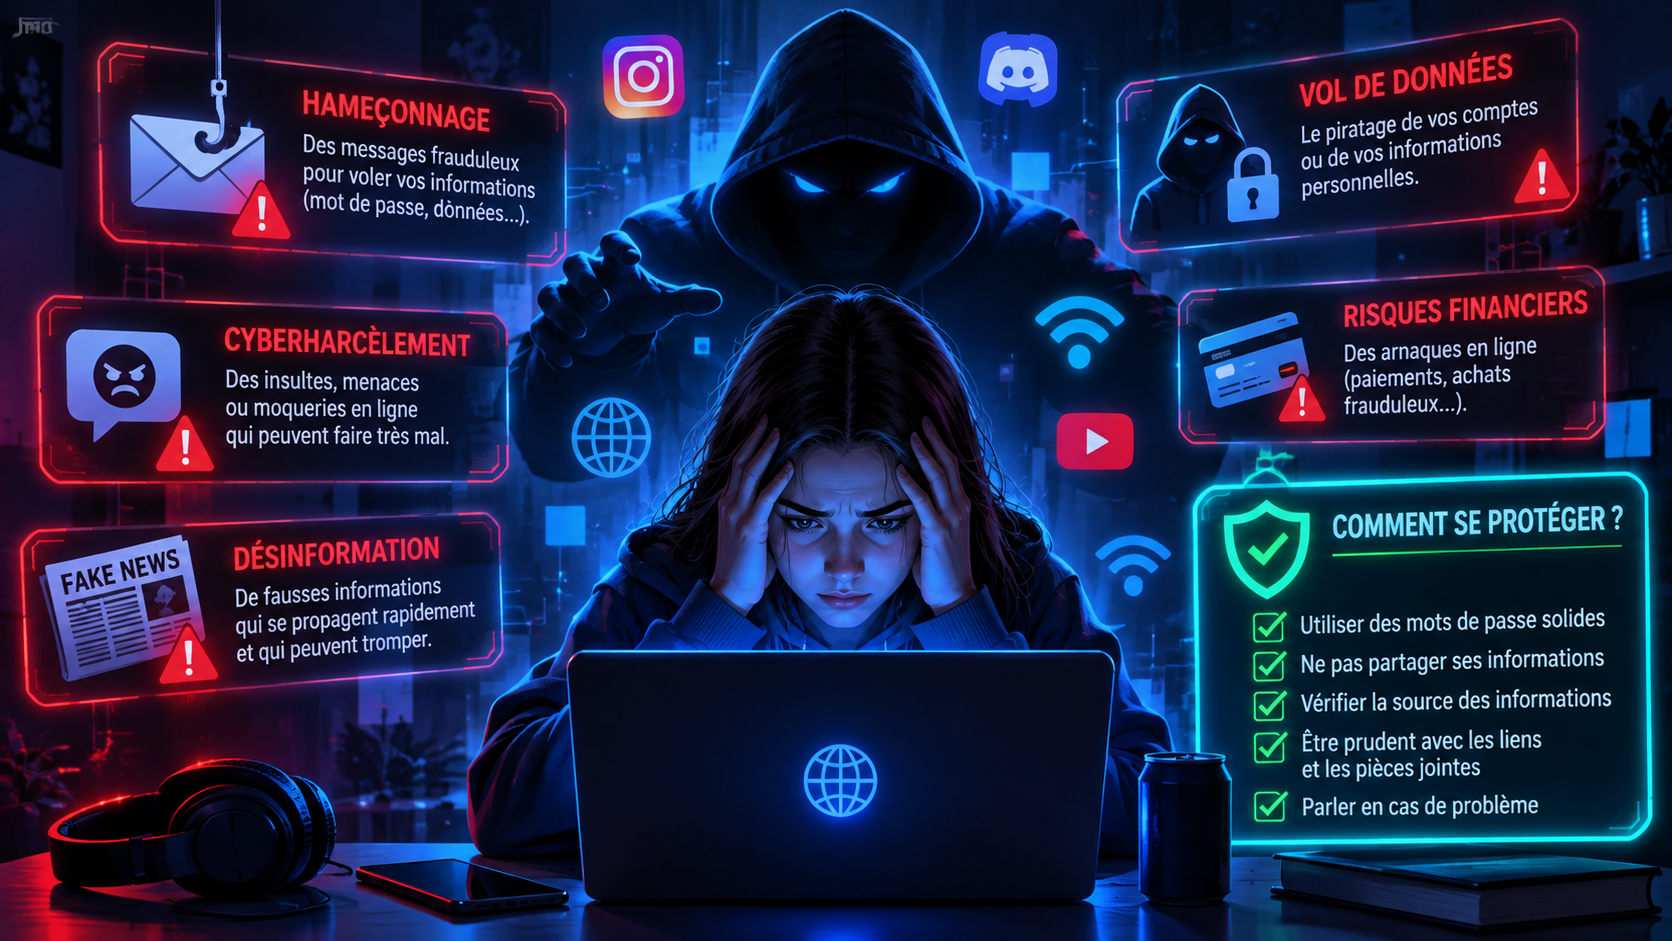 HAMEÇONNAGE
Des messages frauduleux
pour voler vos informations
(mot de passe, dònnées...).
CYBERHARCÈLEMENT
Des insultes, menaces
ou moqueries en ligne
qui peuvent faire très mal.
FAKE NEWS
DÉSINFORMATION
De fausses informations
qui se propagent rapidement
et qui peuvent tromper.
VOL DE DONNÉES
Le piratage de vos comptes
ou de vos informations
personnelles.
RISQUES FINANCIERS
Des arnaques en ligne
(paiements, achats
frauduleux...).
COMMENT SE PROTÉGER ?
Utiliser des mots de passe solides
Ne pas partager ses informations
Vérifier la source des informations
Être prudent avec les liens
et les pièces jointes
Parler en cas de problème